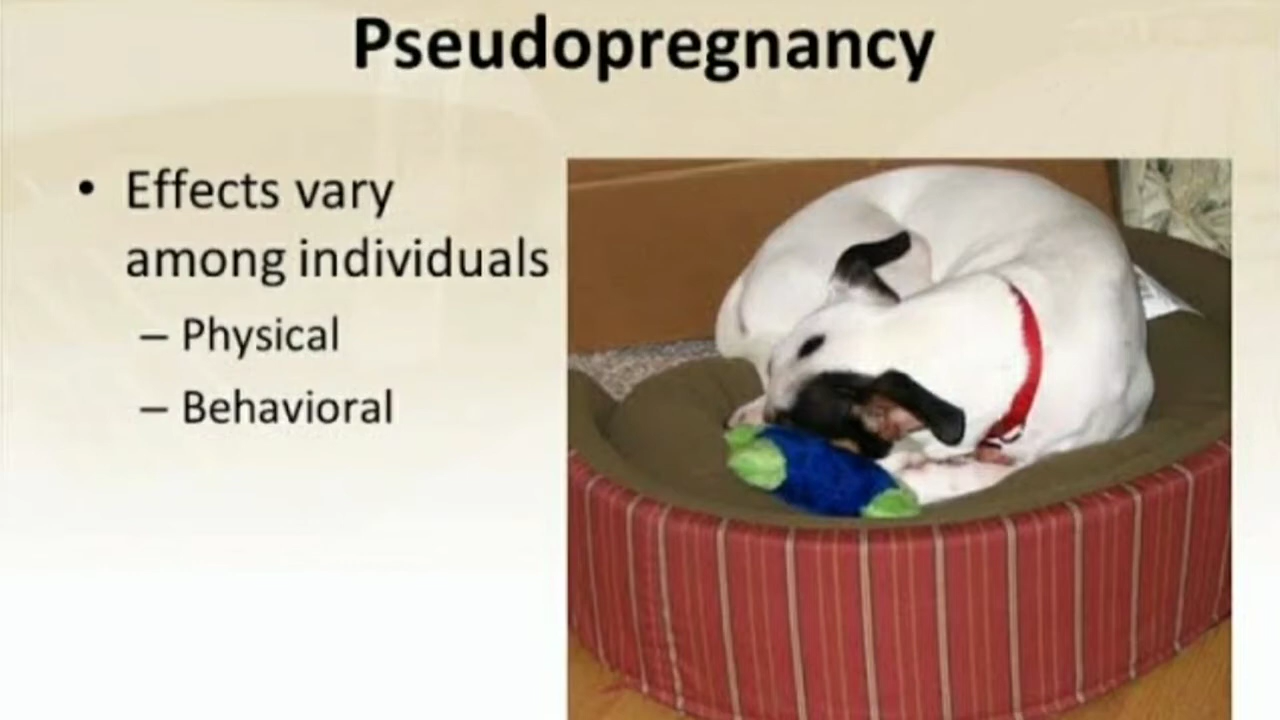 Pseudopregnancy
• Effects vary
among individuals
– Physical
– Behavioral